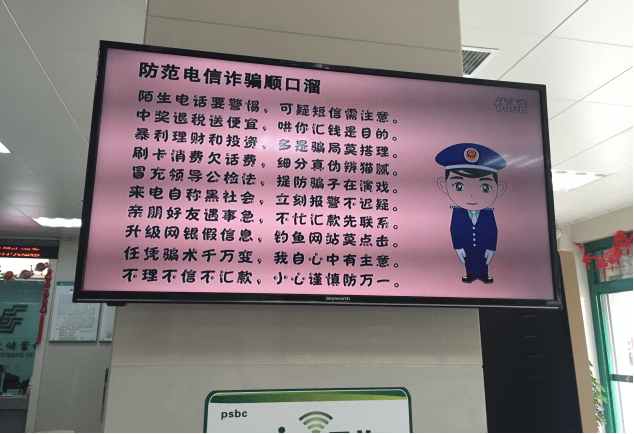 防范电信诈骗顺口溜
优酷
陌生电话要警惕，可疑短信需注意。
中奖退税送便宜，哄你汇钱是目的。
暴利理财和投资，多是骗局莫搭理。
刷卡消费欠话费，细分真伪辨猫腻。
冒充领导公检法，提防骗子在演戏。
来电自称黑社会，立刻报警不迟疑。
亲朋好友遇事急，不忙汇款先联系。
升级网银假信息，钓鱼网站莫点击。
任凭骗术千万变，我自心中有主意。
不理不信不汇款，小心谨慎防万一。
Skyworth
psbc